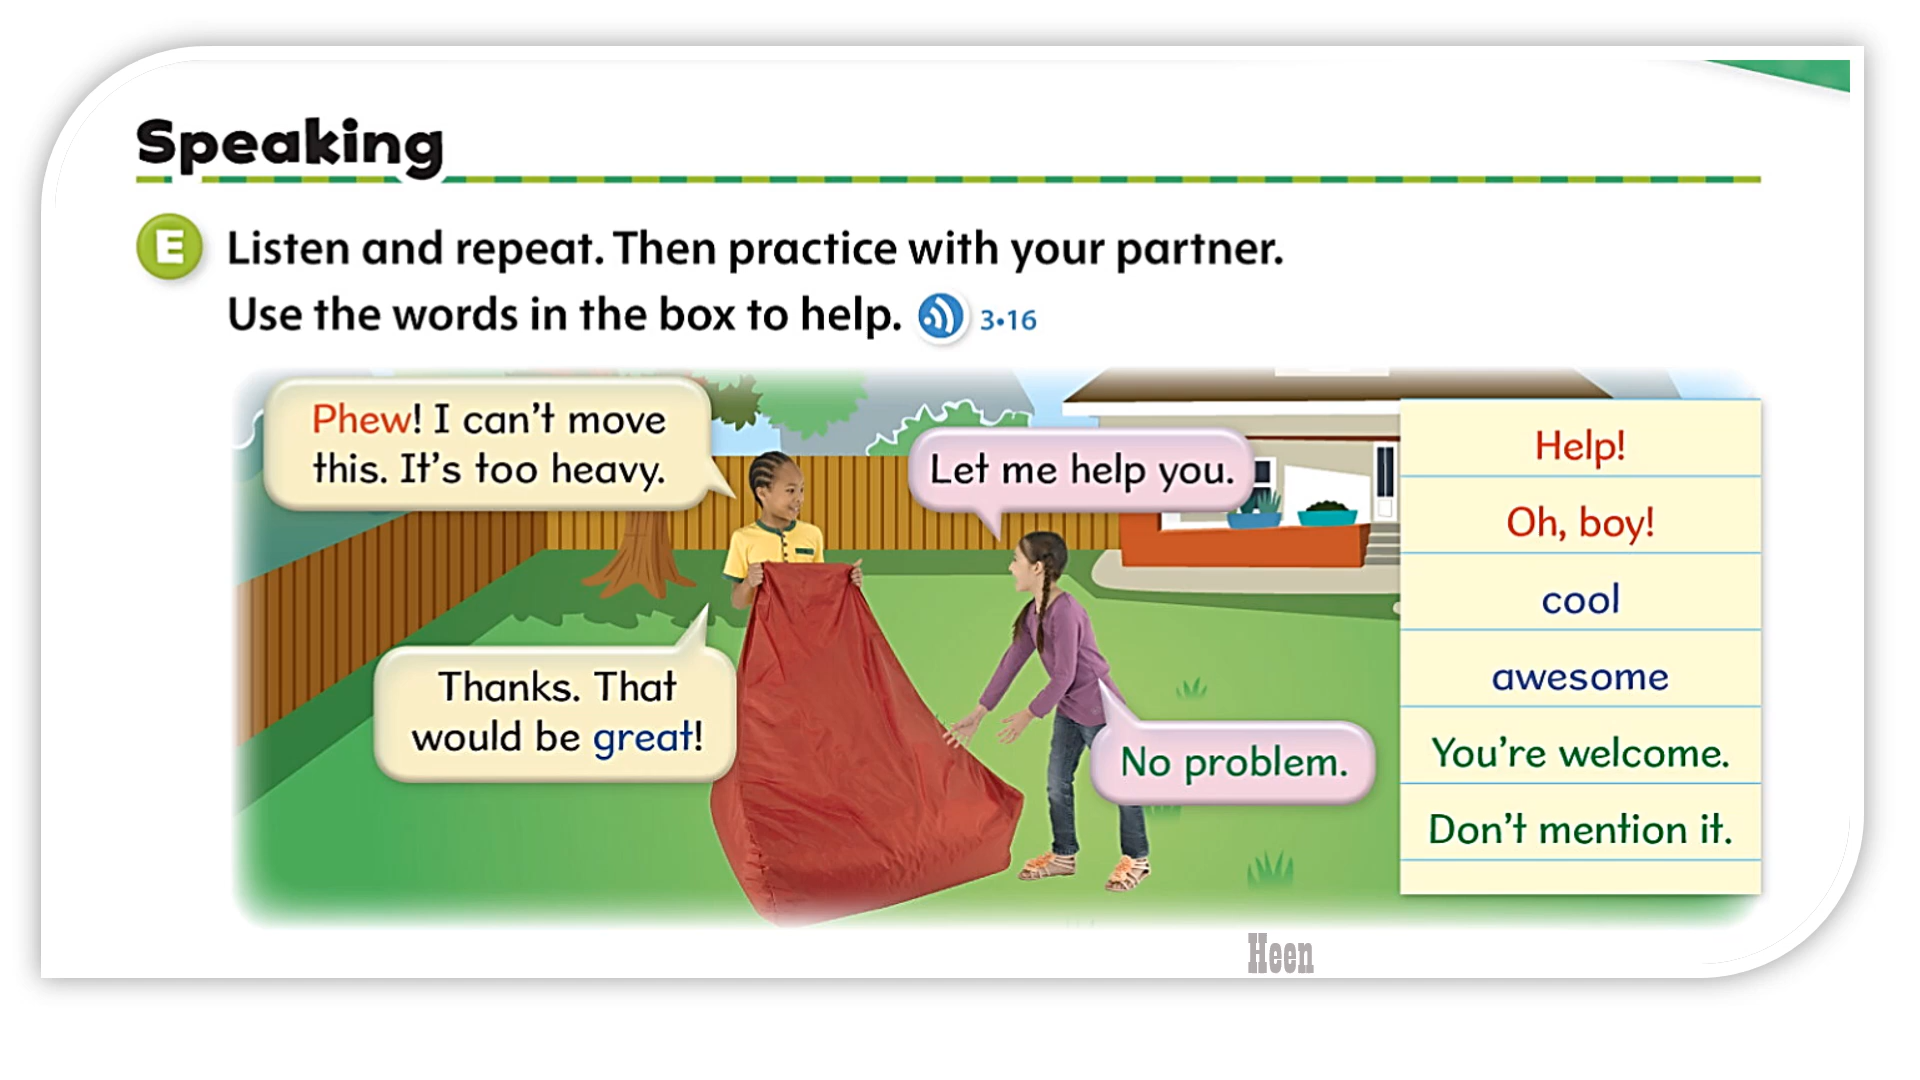 Speaking
E Listen and repeat. Then practice with your partner.
Use the words in the box to help. 3•16
Phew! I can't move
this. It's too heavy.
Let me help you.
Thanks. That
would be great!
No problem.
Help!
Oh, boy!
cool
awesome
You're welcome.
Don't mention it.
Heen